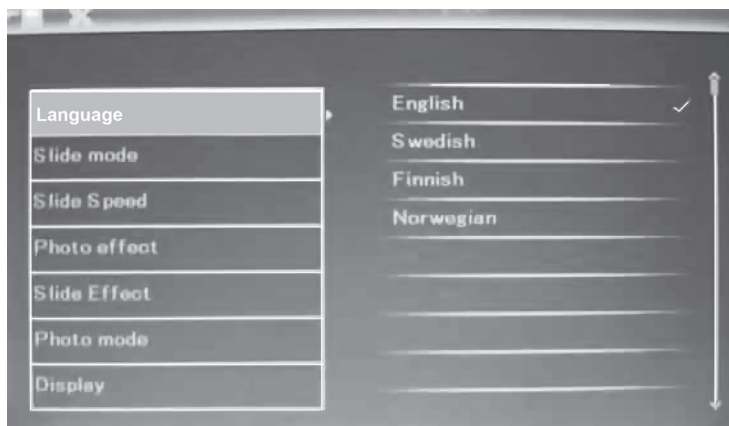 Language
Slide mode
Slide Speed
Photo effect
Slide Effect
Photo mode
Display
English
Swedish
Finnish
Norwegian